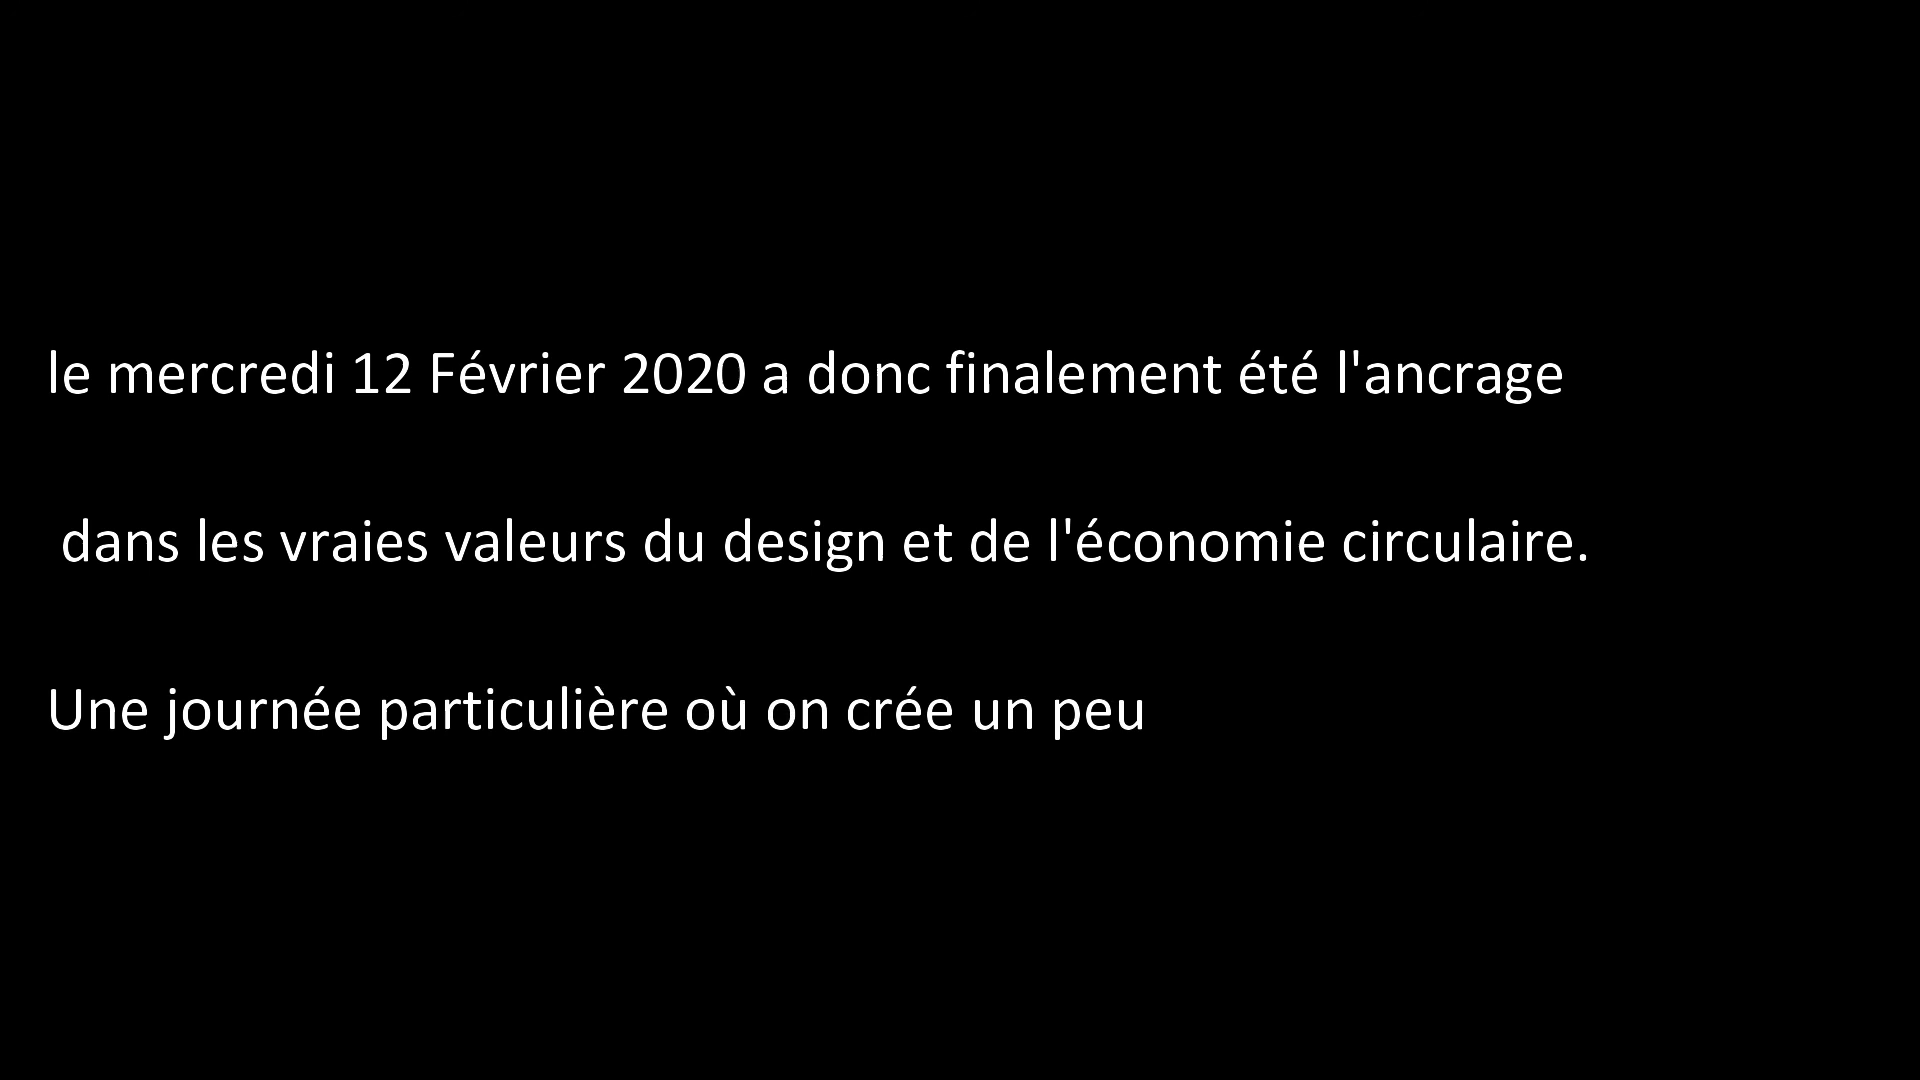 le mercredi 12 Février 2020 a donc finalement été l'ancrage
dans les vraies valeurs du design et de l'économie circulaire.
Une journée particulière où on crée un peu